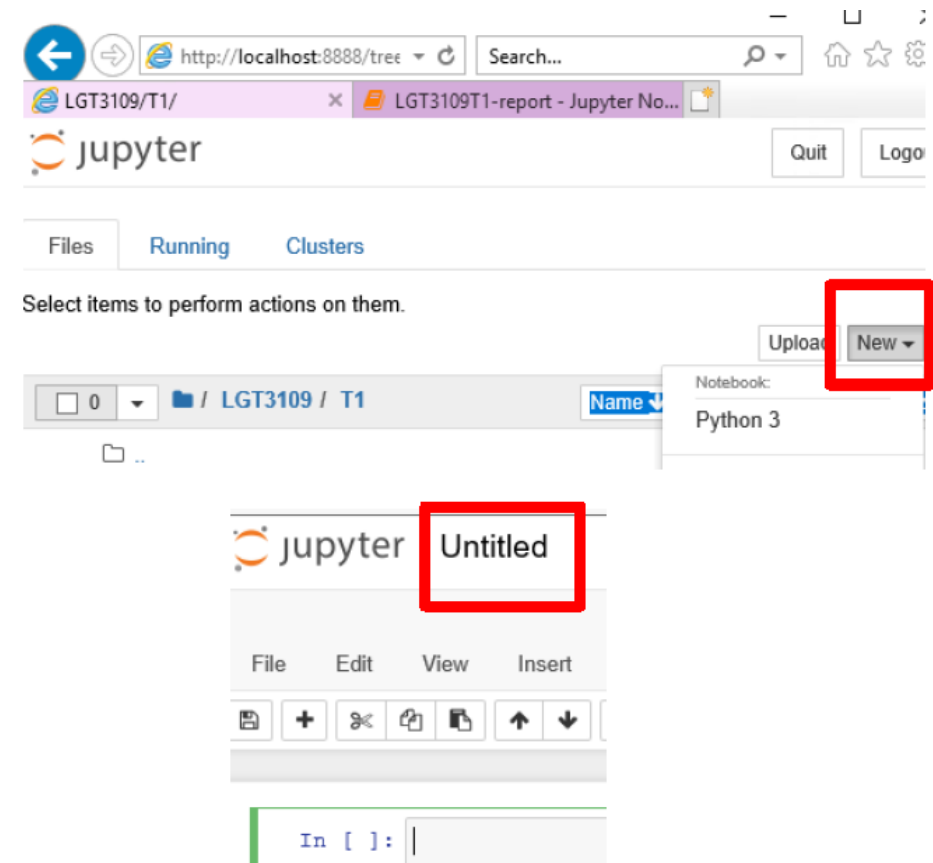 http://localhost:8888/tree Search...
LGT3109/T1/ LGT3109T1-report - Jupyter No...
jupyter Quit Logou
Files Running Clusters
Select items to perform actions on them.
Upload New
0 / LGT3109 / T1 Name
Notebook:
Python 3
..
jupyter Untitled
File Edit View Insert
In [ ]: